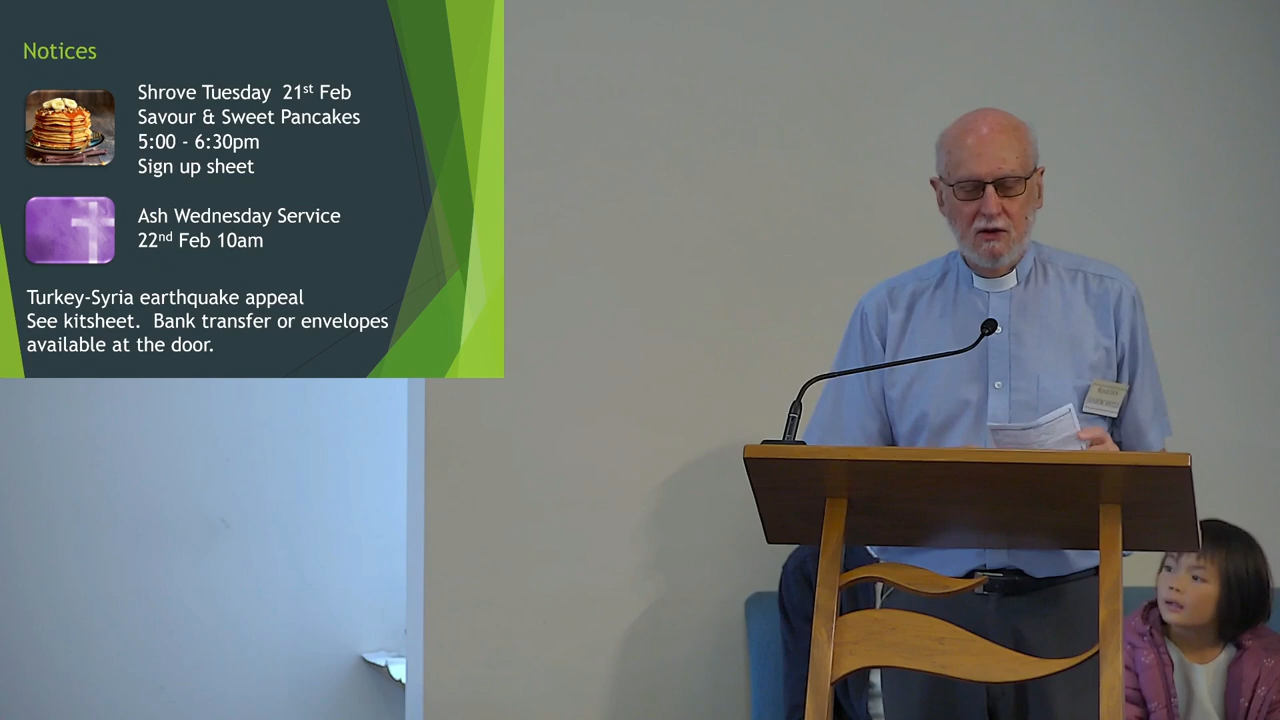 Notices
Shrove Tuesday 21st Feb
Savour & Sweet Pancakes
5:00 - 6:30pm
Sign up sheet
Ash Wednesday Service
22nd Feb 10am
Turkey-Syria earthquake appeal
See kitsheet. Bank transfer or envelopes
available at the door.